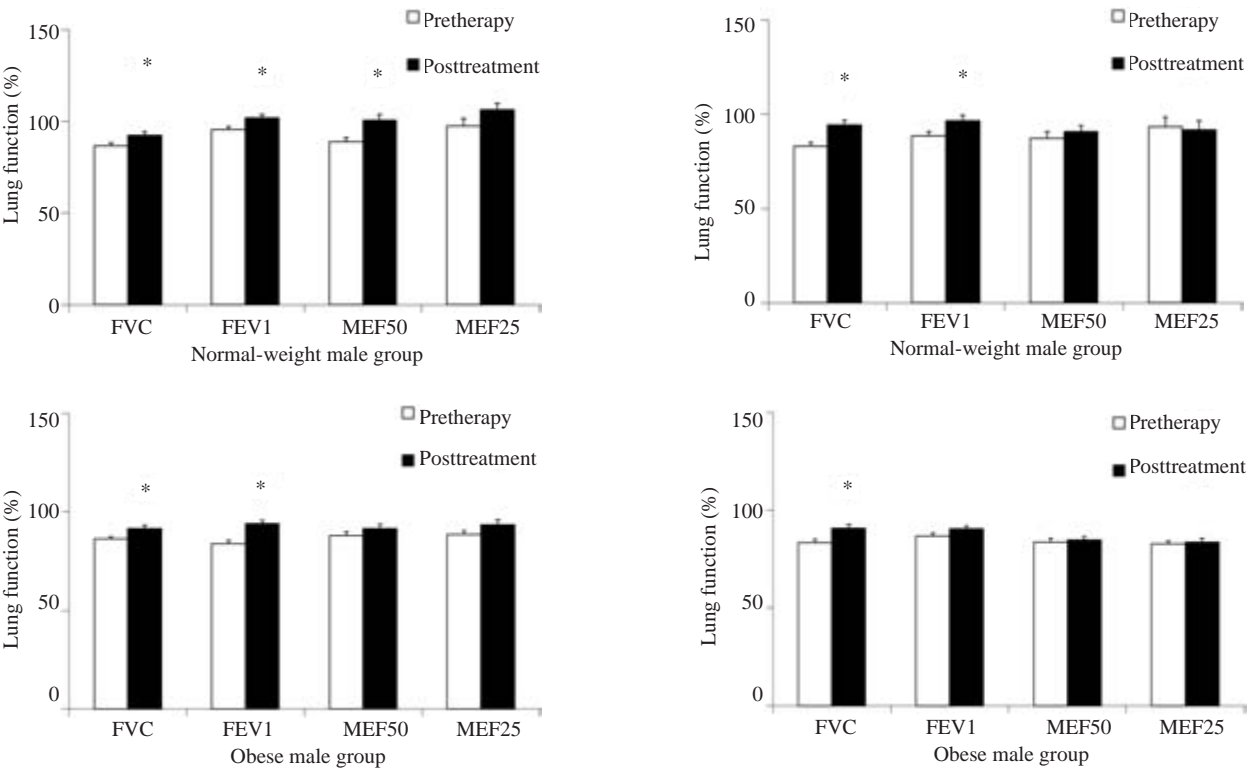 150
Pretherapy
* * *
Posttreatment
100
50
0
Lung function (%)
FVC FEV1 MEF50 MEF25
Normal-weight male group
150
Pretherapy
Posttreatment
* *
100
50
0
Lung function (%)
FVC FEV1 MEF50 MEF25
Normal-weight male group
150
Pretherapy
Posttreatment
* *
100
50
0
Lung function (%)
FVC FEV1 MEF50 MEF25
Obese male group
150
Pretherapy
Posttreatment
*
100
50
0
Lung function (%)
FVC FEV1 MEF50 MEF25
Obese male group